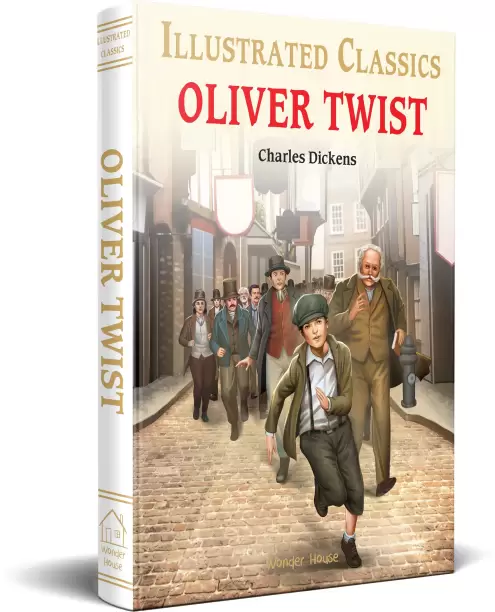 ILLUSTRATED CLASSICS
OLIVER TWIST
Charles Dickens
Wonder House
ILLUSTRATED
CLASSICS
OLIVER TWIST
Wonder
House